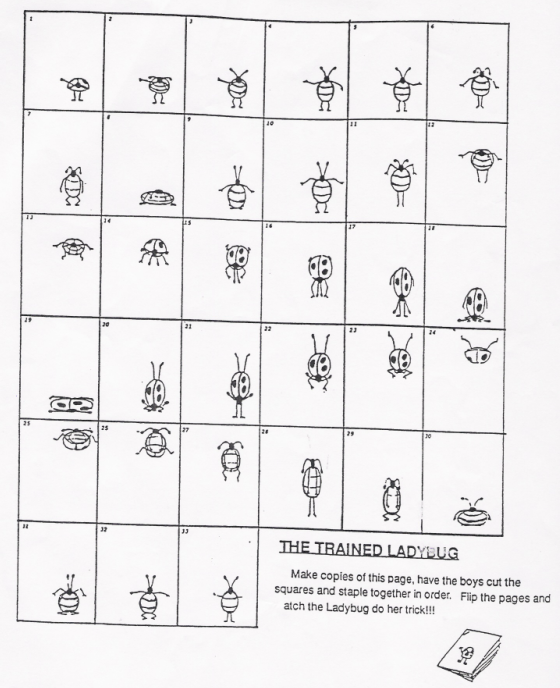 1 2 3 4 5 6
7 8 9 10 11 12
13 14 15 16 17 18
19 20 21 22 23 24
25 26 27 28 29 30
31 32 33
THE TRAINED LADYBUG
Make copies of this page, have the boys cut the
squares and staple together in order. Flip the pages and
atch the Ladybug do her trick!!!